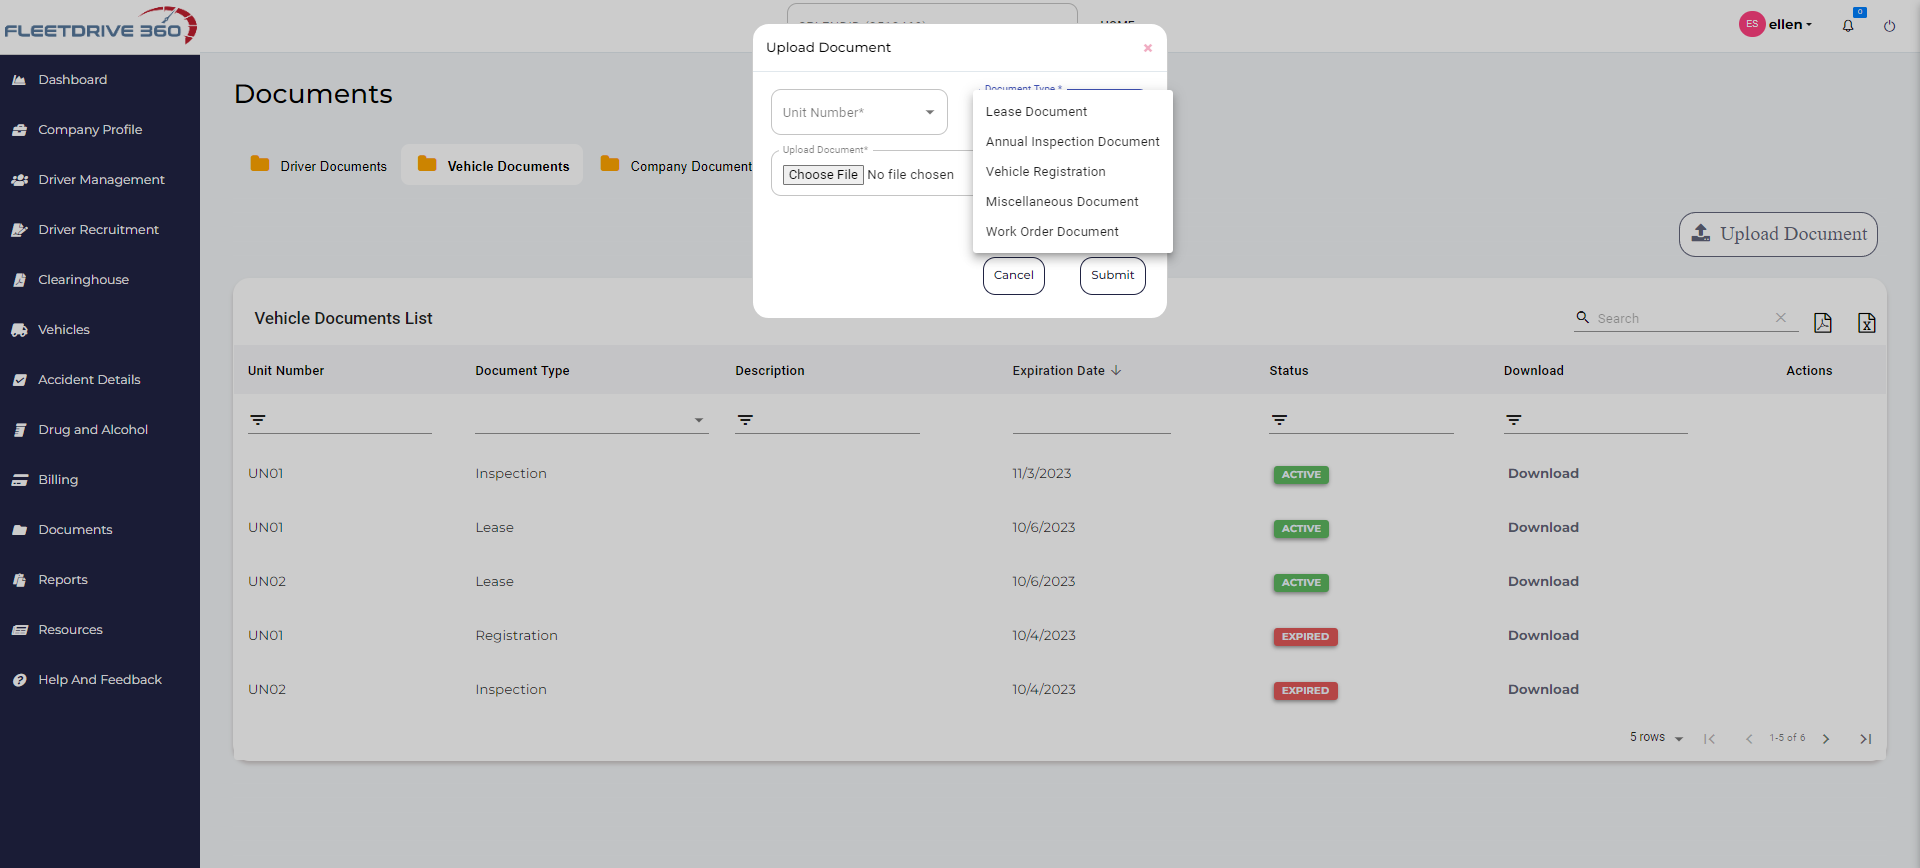 FLEETDRIVE 360
HOME
ES ellen
0
Dashboard
Company Profile
Driver Management
Driver Recruitment
Clearinghouse
Vehicles
Accident Details
Drug and Alcohol
Billing
Documents
Reports
Resources
Help And Feedback
Documents
Driver Documents
Vehicle Documents
Company Document
Upload Document
Upload Document
×
Unit Number*
Document Type *
Lease Document
Annual Inspection Document
Vehicle Registration
Miscellaneous Document
Work Order Document
Upload Document*
Choose File No file chosen
Cancel Submit
Vehicle Documents List
Search
Unit Number Document Type Description Expiration Date Status Download Actions
UN01 Inspection 11/3/2023 ACTIVE Download
UN01 Lease 10/6/2023 ACTIVE Download
UN02 Lease 10/6/2023 ACTIVE Download
UN01 Registration 10/4/2023 EXPIRED Download
UN02 Inspection 10/4/2023 EXPIRED Download
5 rows 1-5 of 6